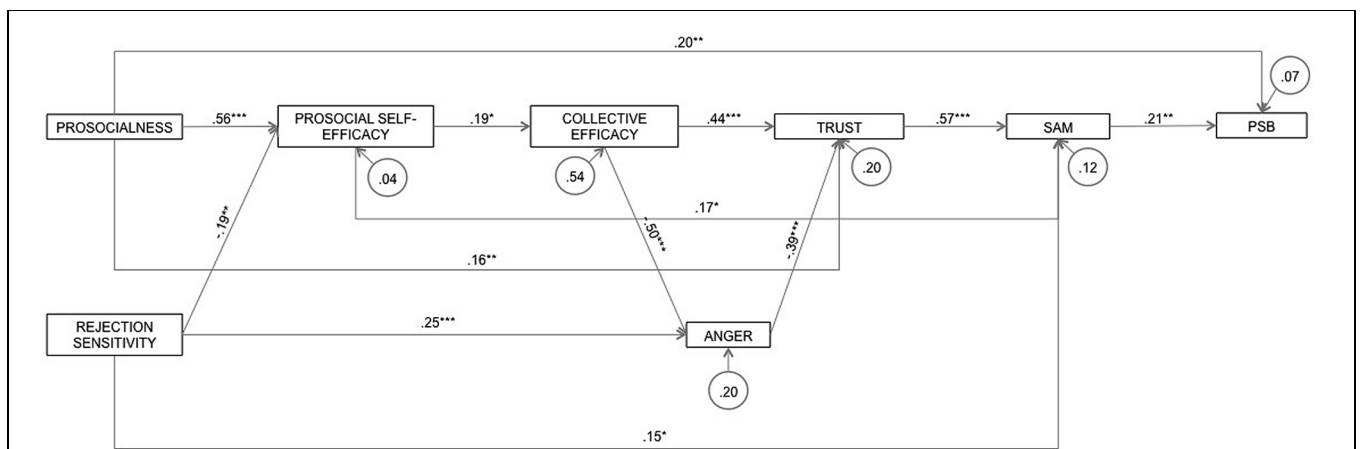 .20**
.07
PROSOCIALNESS
.56***
PROSOCIAL SELF-
EFFICACY
.19*
COLLECTIVE
EFFICACY
.44***
TRUST
.57***
SAM
.21**
PSB
.04
.54
.20
.12
-.19**
.17*
-.50***
-.39***
.16**
REJECTION
SENSITIVITY
.25***
ANGER
.20
.15*